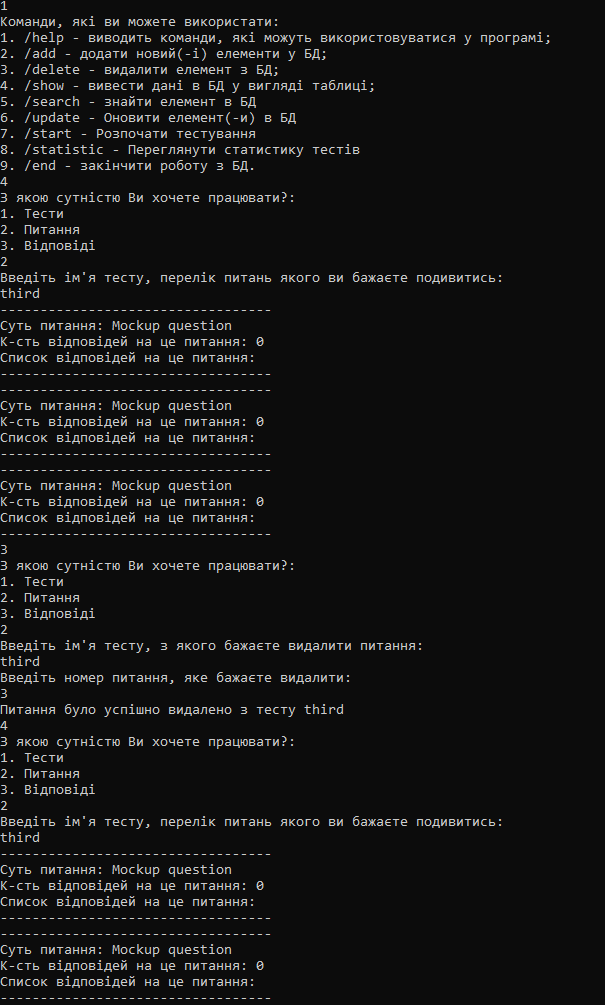 1
Команди, які ви можете використати:
1. /help - виводить команди, які можуть використовуватися у програмі;
2. /add - додати новий(-і) елементи у БД;
3. /delete - видалити елемент з БД;
4. /show - вивести дані в БД у вигляді таблиці;
5. /search - знайти елемент в БД
6. /update - Оновити елемент(-и) в БД
7. /start - Розпочати тестування
8. /statistic - Переглянути статистику тестів
9. /end - закінчити роботу з БД.
4
З якою сутністю Ви хочете працювати?:
1. Тести
2. Питання
3. Відповіді
2
Введіть ім'я тесту, перелік питань якого ви бажаєте подивитись:
third
----------------------------------
Суть питання: Mockup question
К-сть відповідей на це питання: 0
Список відповідей на це питання:
----------------------------------
----------------------------------
Суть питання: Mockup question
К-сть відповідей на це питання: 0
Список відповідей на це питання:
----------------------------------
----------------------------------
Суть питання: Mockup question
К-сть відповідей на це питання: 0
Список відповідей на це питання:
----------------------------------
3
З якою сутністю Ви хочете працювати?:
1. Тести
2. Питання
3. Відповіді
2
Введіть ім'я тесту, з якого бажаєте видалити питання:
third
Введіть номер питання, яке бажаєте видалити:
3
Питання було успішно видалено з тесту third
4
З якою сутністю Ви хочете працювати?:
1. Тести
2. Питання
3. Відповіді
2
Введіть ім'я тесту, перелік питань якого ви бажаєте подивитись:
third
----------------------------------
Суть питання: Mockup question
К-сть відповідей на це питання: 0
Список відповідей на це питання:
----------------------------------
----------------------------------
Суть питання: Mockup question
К-сть відповідей на це питання: 0
Список відповідей на це питання:
----------------------------------